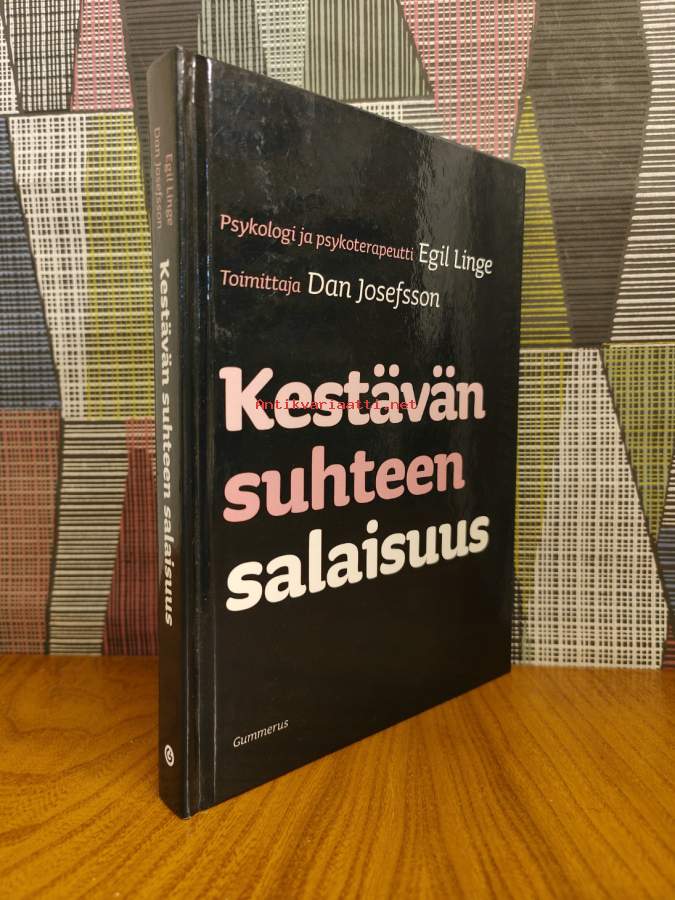 Psykologi ja psykoterapeutti Egil Linge
Toimittaja Dan Josefsson
Kestävän
Antikvariaatti.net
suhteen
salaisuus
Gummerus
Egil Linge
Dan Josefsson
Kestävän suhteen salaisuus